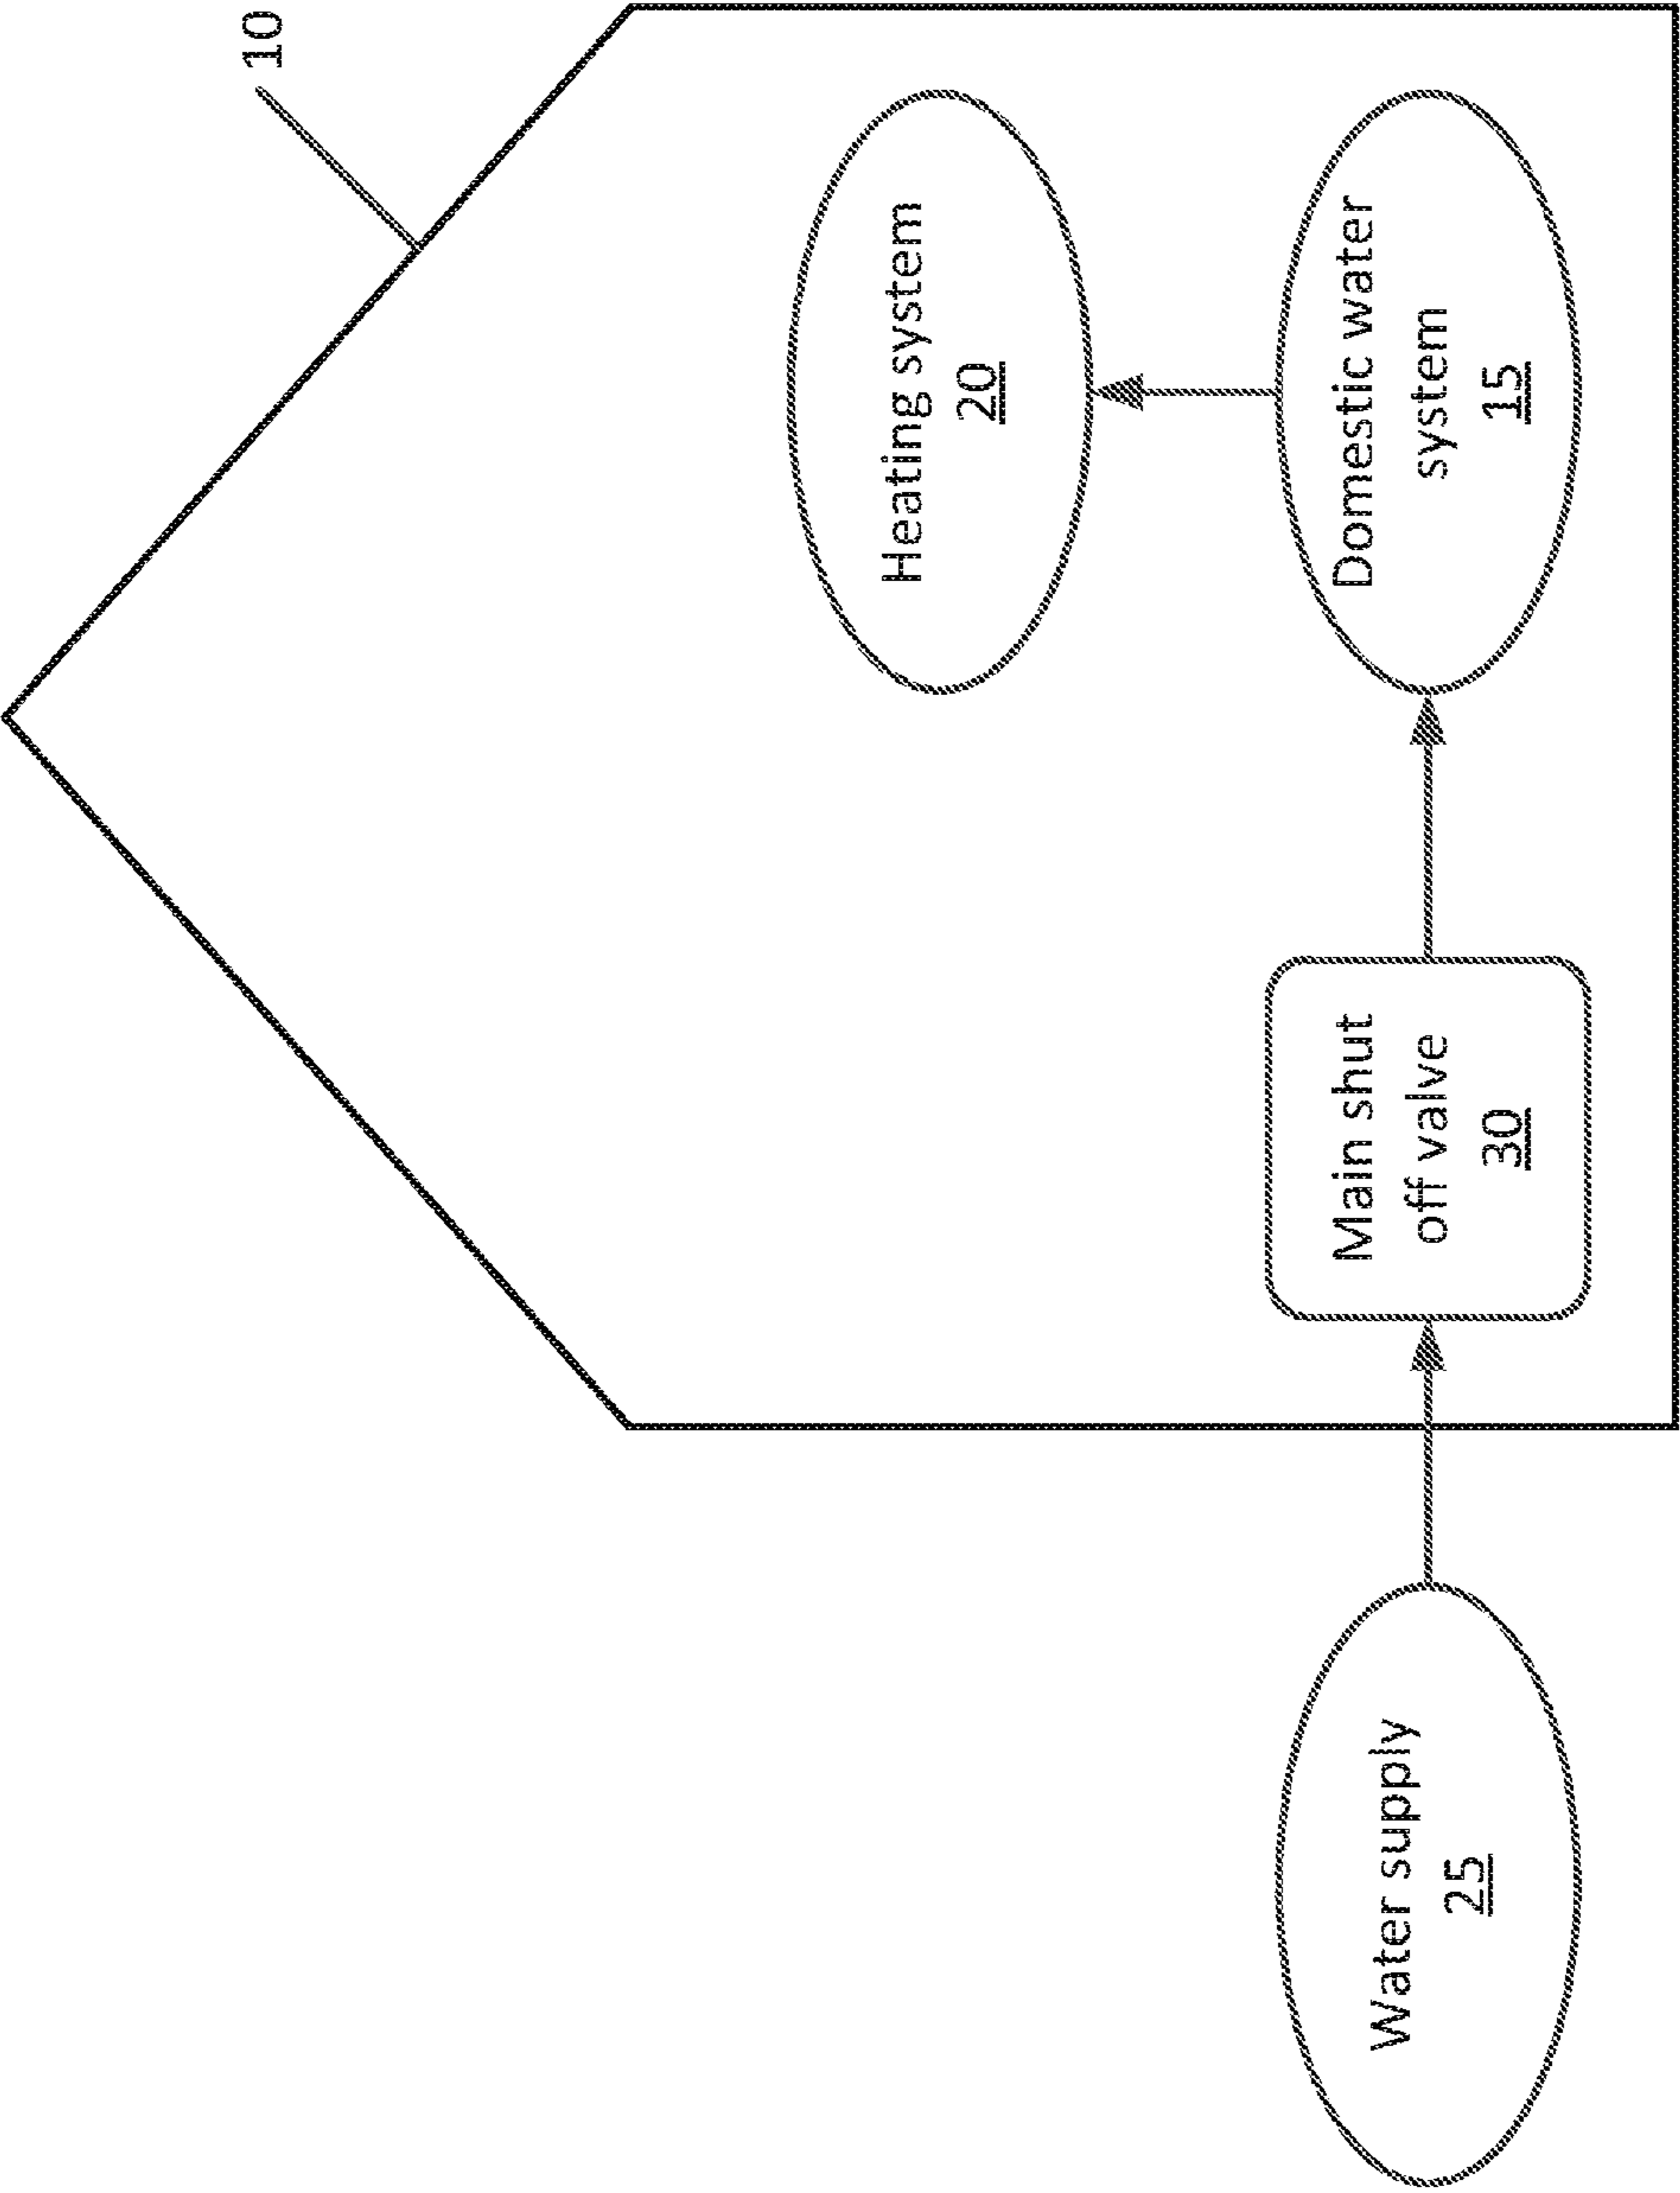 10
Heating system
20
Domestic water
system
15
Main shut
off valve
30
Water supply
25